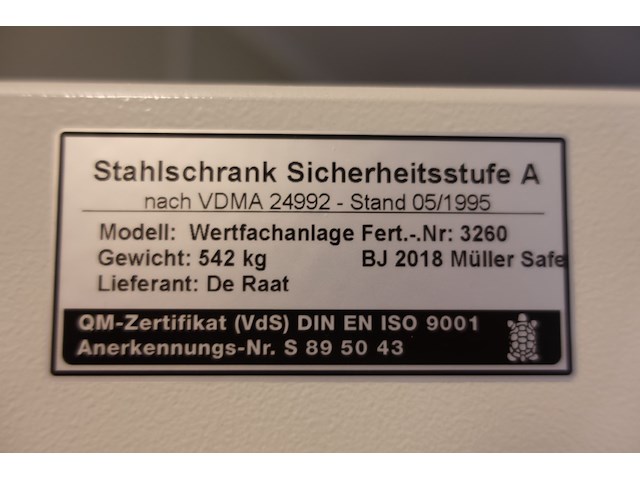 Stahlschrank Sicherheitsstufe A
nach VDMA 24992 - Stand 05/1995
Modell: Wertfachanlage Fert.-.Nr: 3260
Gewicht: 542 kg BJ 2018 Müller Safe
Lieferant: De Raat
QM-Zertifikat (VdS) DIN EN ISO 9001
Anerkennungs-Nr. S 89 50 43